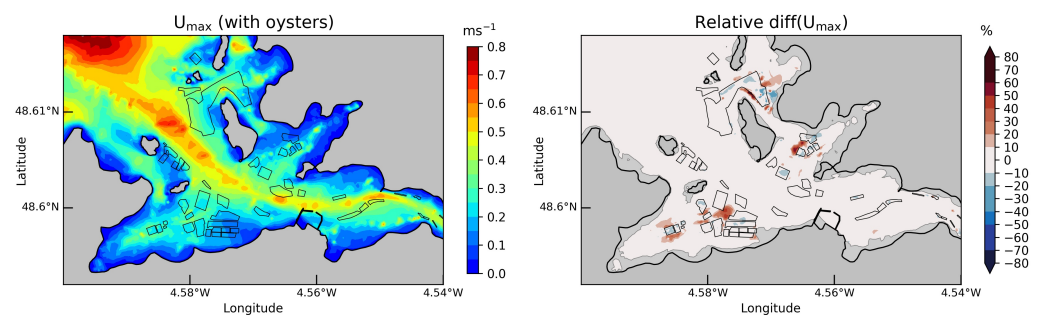 U_max (with oysters)
ms⁻¹
0.8
0.7
0.6
0.5
0.4
0.3
0.2
0.1
0.0
48.61°N
48.6°N
Latitude
4.58°W
4.56°W
4.54°W
Longitude
Relative diff(U_max)
%
80
70
60
50
40
30
20
10
0
−10
−20
−30
−40
−50
−60
−70
−80
48.61°N
48.6°N
Latitude
4.58°W
4.56°W
4.54°W
Longitude